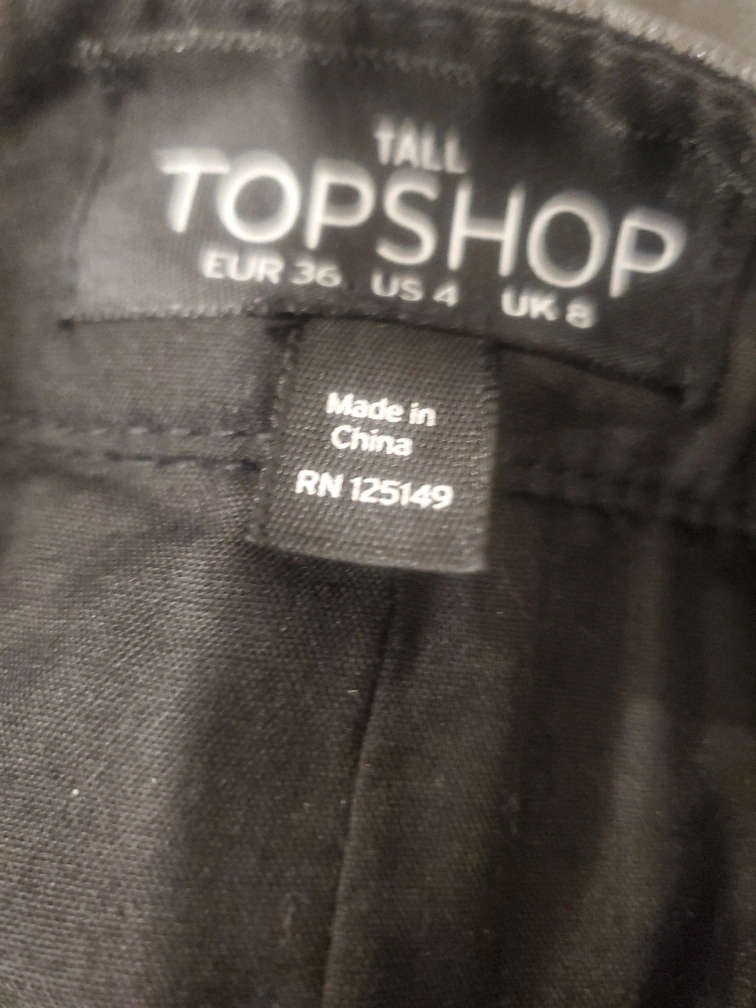 TALL
TOPSHOP
EUR 36 US 4 UK 8
Made in
China
RN 125149